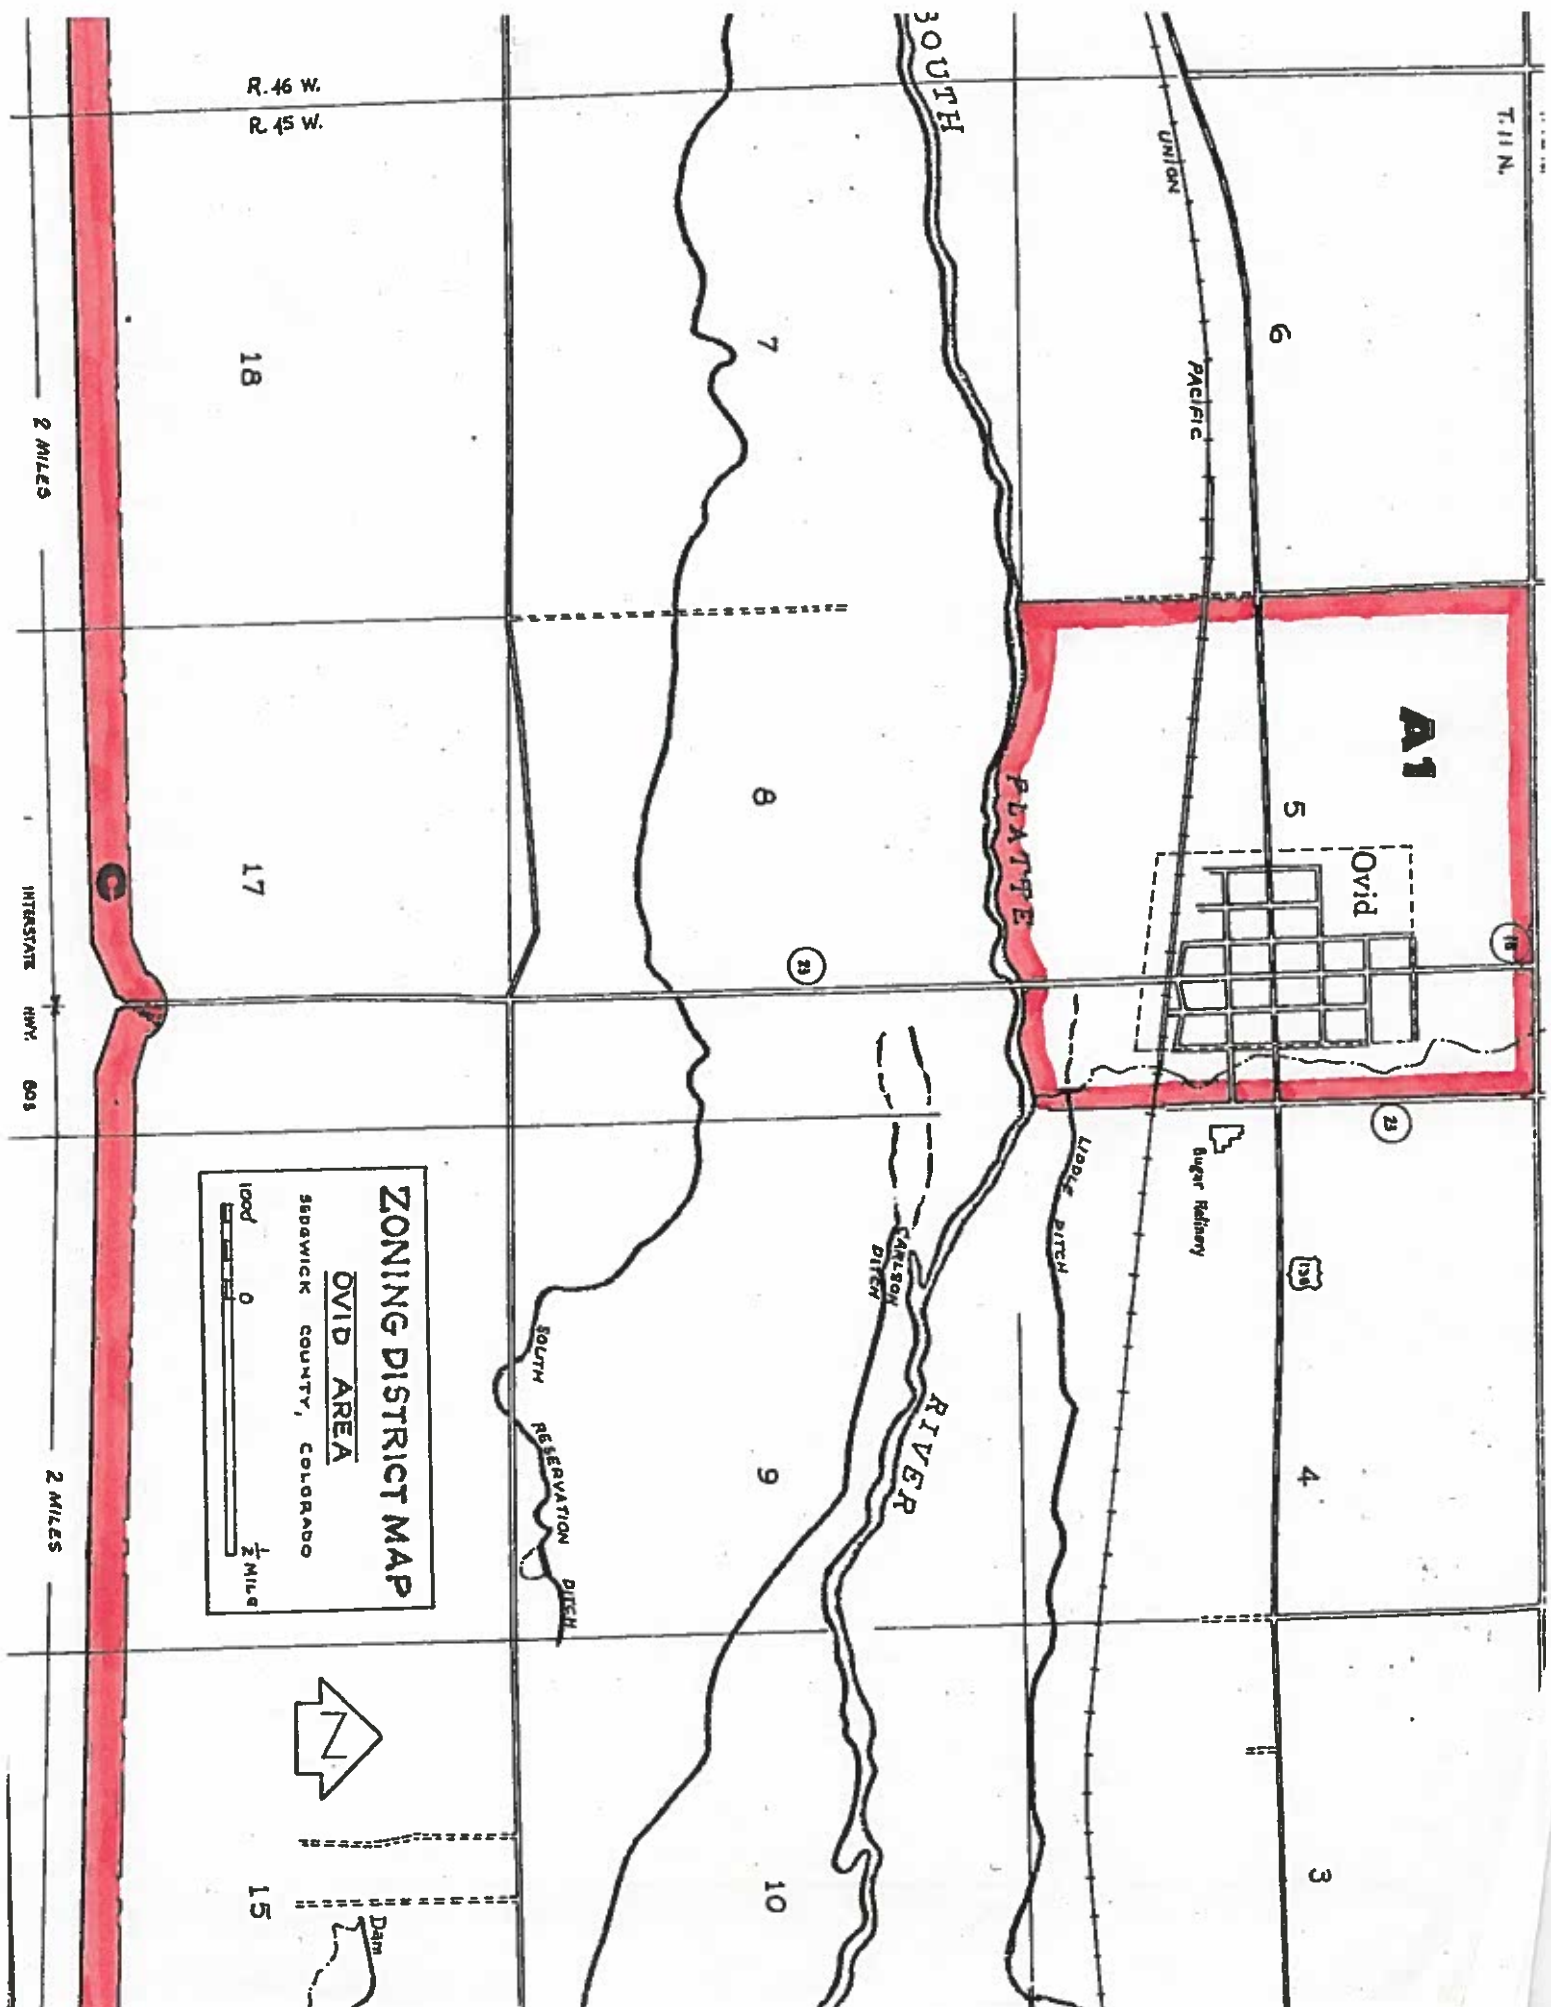 T. 11 N.
R. 46 W.
R. 45 W.
6
UNION
PACIFIC
SOUTH
PLATTE
RIVER
7
18
A1
5
Ovid
16
23
138
4
3
Sugar Refinery
LIDDLE DITCH
8
23
CARLSON
DITCH
9
10
17
C
SOUTH RESERVATION DITCH
15
Dam
N
ZONING DISTRICT MAP
OVID AREA
SEDGWICK COUNTY, COLORADO
1000' 0 ½ MILE
2 MILES
INTERSTATE HWY. 80S
2 MILES